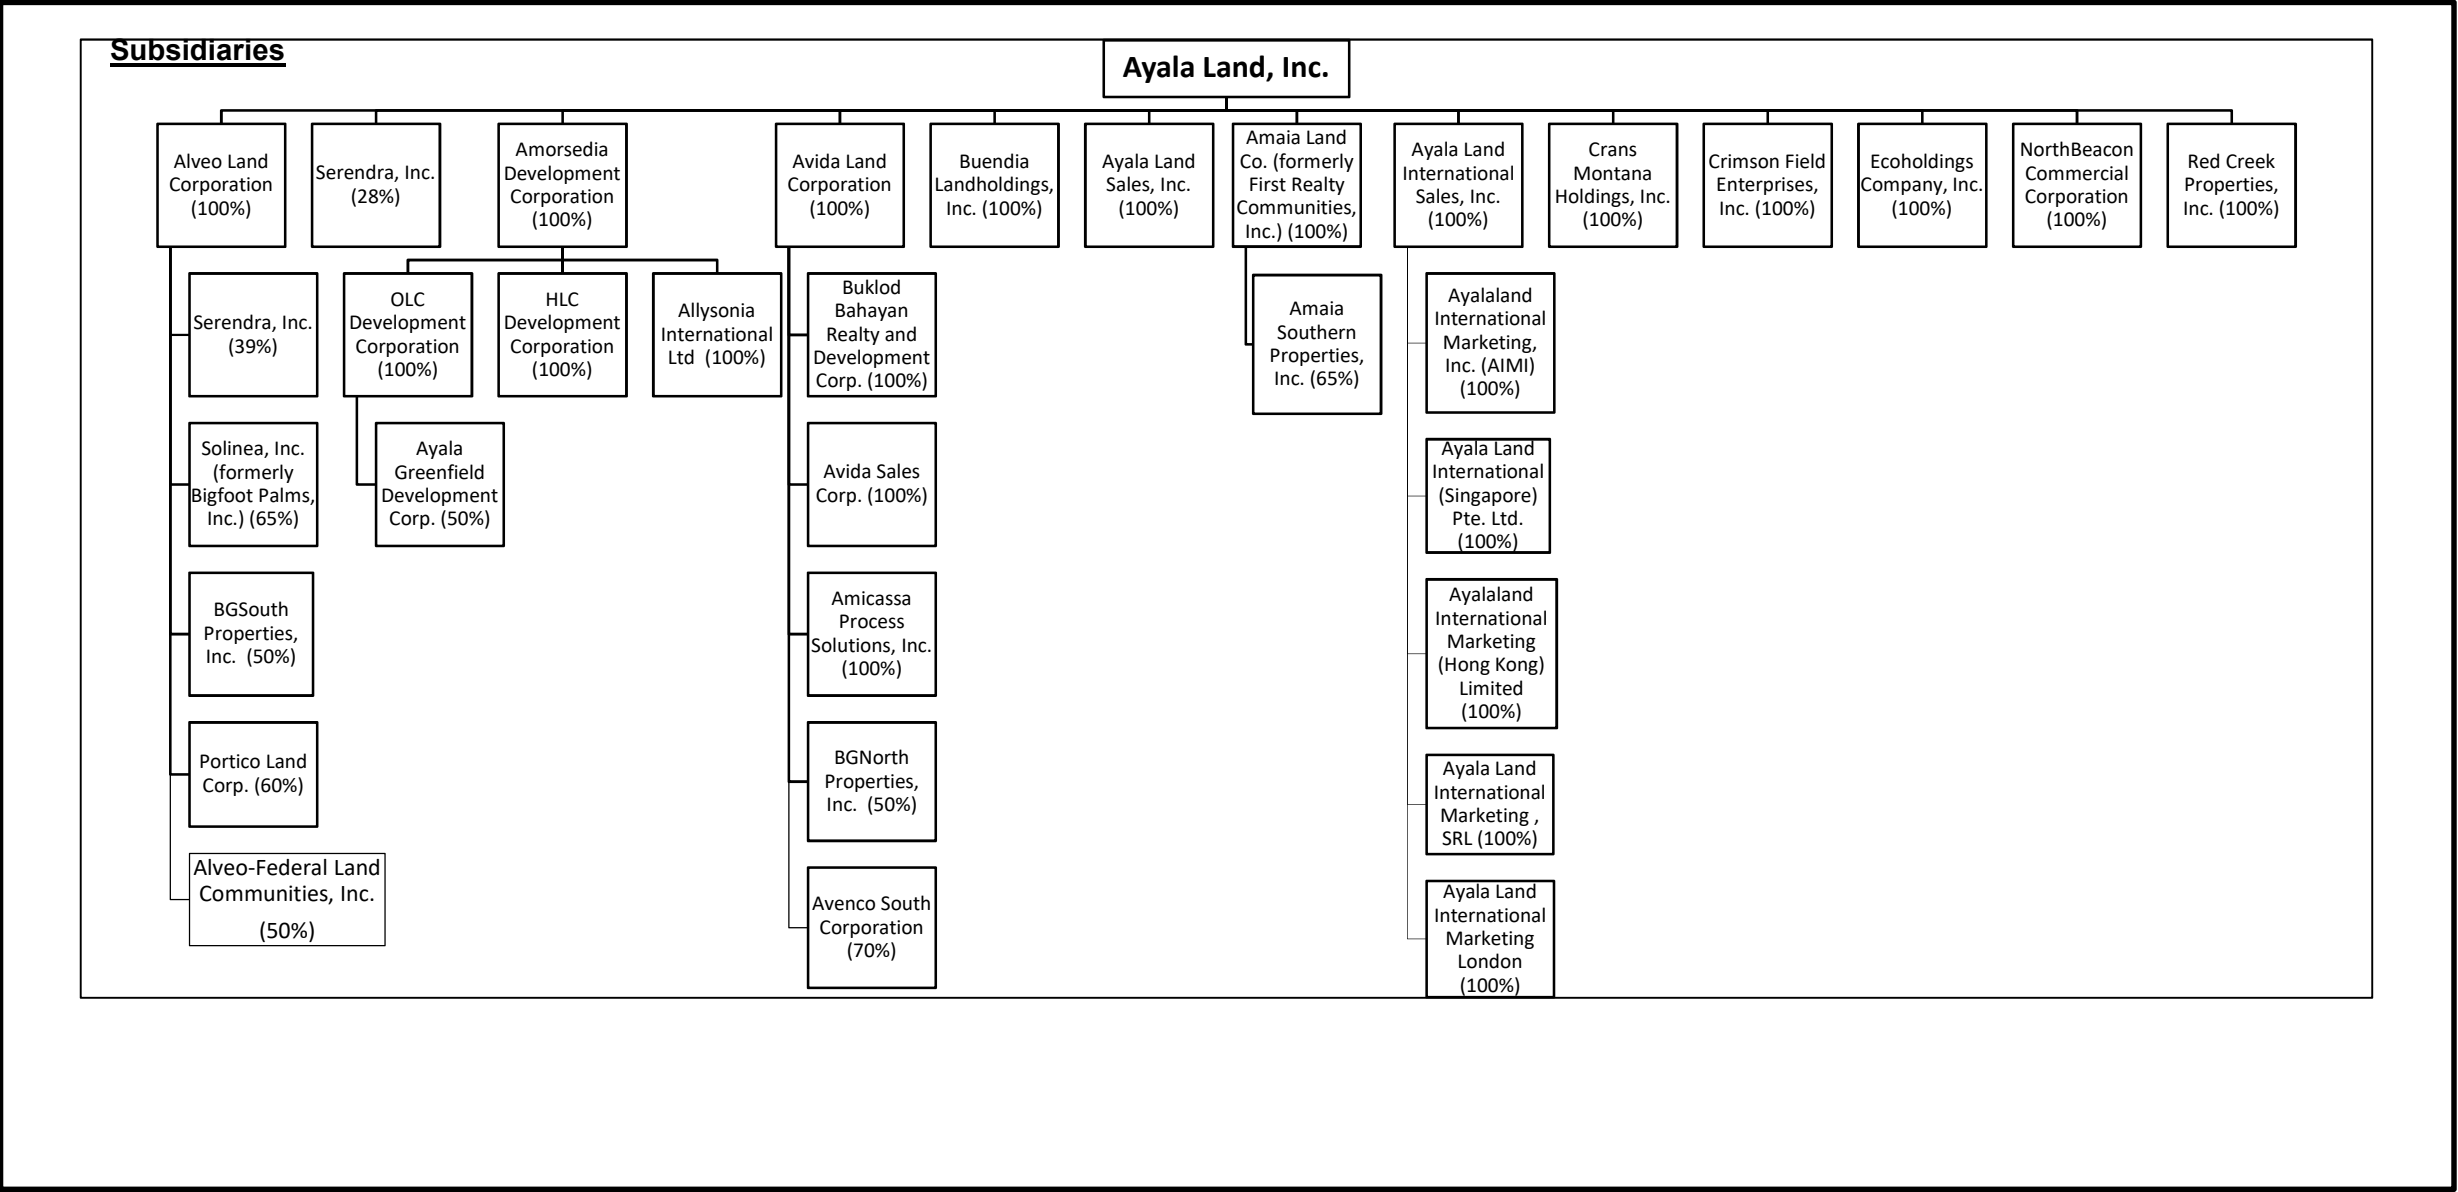 Subsidiaries
Ayala Land, Inc.
Alveo Land
Corporation
(100%)
Serendra, Inc.
(28%)
Amorsedia
Development
Corporation
(100%)
Avida Land
Corporation
(100%)
Buendia
Landholdings,
Inc. (100%)
Ayala Land
Sales, Inc.
(100%)
Amaia Land
Co. (formerly
First Realty
Communities,
Inc.) (100%)
Ayala Land
International
Sales, Inc.
(100%)
Crans
Montana
Holdings, Inc.
(100%)
Crimson Field
Enterprises,
Inc. (100%)
Ecoholdings
Company, Inc.
(100%)
NorthBeacon
Commercial
Corporation
(100%)
Red Creek
Properties,
Inc. (100%)
Serendra, Inc.
(39%)
OLC
Development
Corporation
(100%)
HLC
Development
Corporation
(100%)
Allysonia
International
Ltd (100%)
Buklod
Bahayan
Realty and
Development
Corp. (100%)
Amaia
Southern
Properties,
Inc. (65%)
Ayalaland
International
Marketing,
Inc. (AIMI)
(100%)
Solinea, Inc.
(formerly
Bigfoot Palms,
Inc.) (65%)
Ayala
Greenfield
Development
Corp. (50%)
Avida Sales
Corp. (100%)
Ayala Land
International
(Singapore)
Pte. Ltd.
(100%)
BGSouth
Properties,
Inc. (50%)
Amicassa
Process
Solutions, Inc.
(100%)
Ayalaland
International
Marketing
(Hong Kong)
Limited
(100%)
Portico Land
Corp. (60%)
BGNorth
Properties,
Inc. (50%)
Ayala Land
International
Marketing ,
SRL (100%)
Alveo-Federal Land
Communities, Inc.
(50%)
Avenco South
Corporation
(70%)
Ayala Land
International
Marketing
London
(100%)